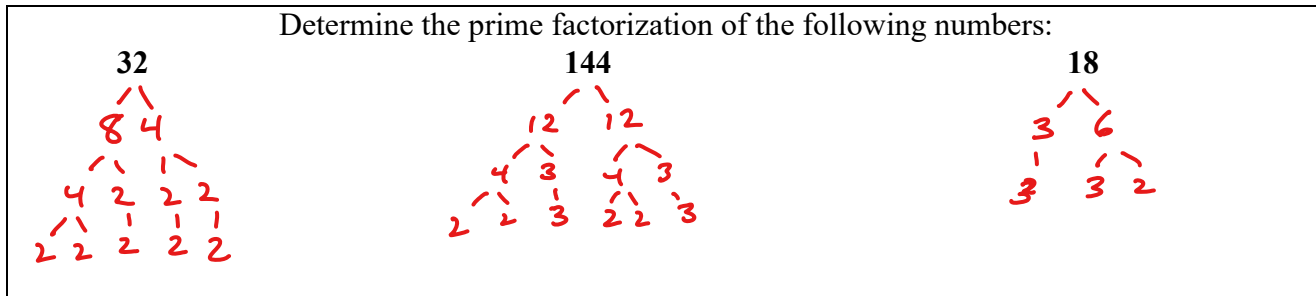 Determine the prime factorization of the following numbers:
32 144 18
8 4 12 12 3 6
4 2 2 2 4 3 4 3 3 3 2
2 2 2 2 2 2 2 3 2 2 3